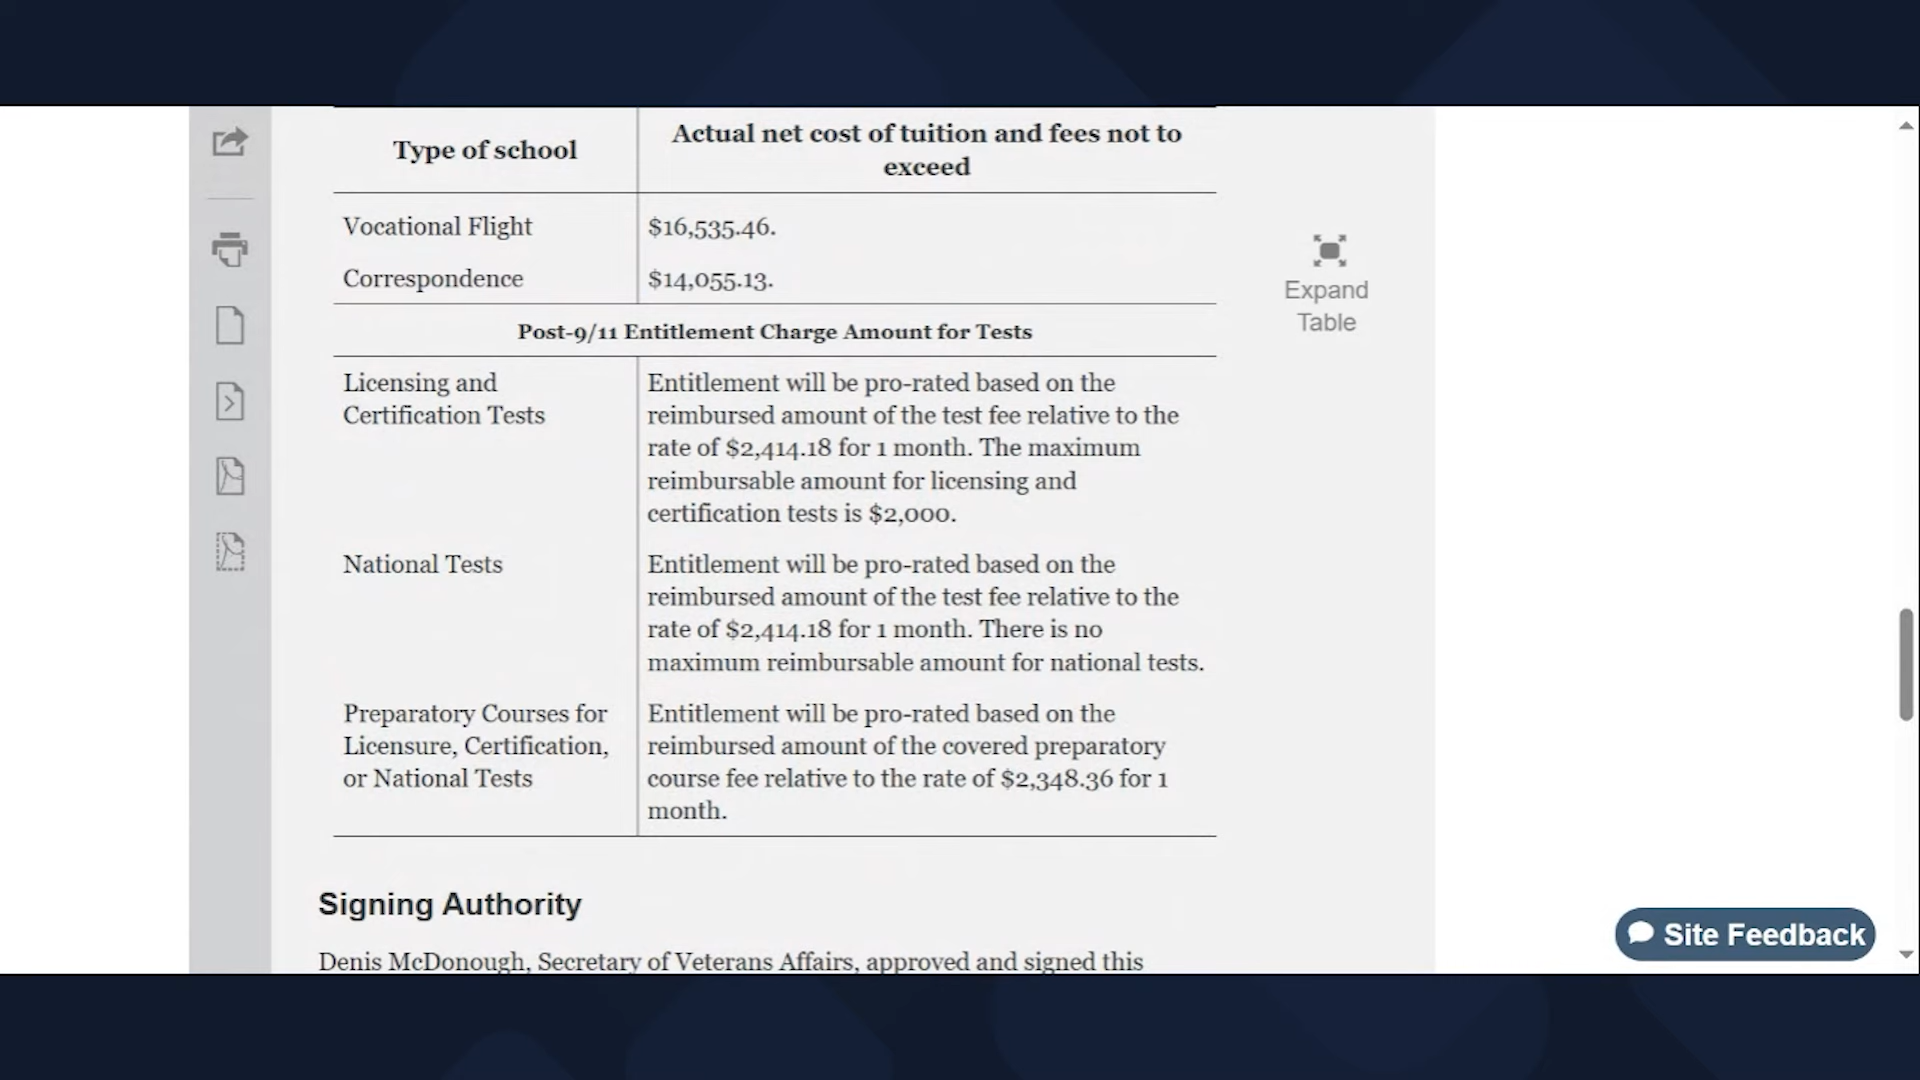 Type of school
Actual net cost of tuition and fees not to
exceed
Vocational Flight
$16,535.46.
Correspondence
$14,055.13.
Expand
Table
Post-9/11 Entitlement Charge Amount for Tests
Licensing and
Certification Tests
Entitlement will be pro-rated based on the
reimbursed amount of the test fee relative to the
rate of $2,414.18 for 1 month. The maximum
reimbursable amount for licensing and
certification tests is $2,000.
National Tests
Entitlement will be pro-rated based on the
reimbursed amount of the test fee relative to the
rate of $2,414.18 for 1 month. There is no
maximum reimbursable amount for national tests.
Preparatory Courses for
Licensure, Certification,
or National Tests
Entitlement will be pro-rated based on the
reimbursed amount of the covered preparatory
course fee relative to the rate of $2,348.36 for 1
month.
Signing Authority
Denis McDonough, Secretary of Veterans Affairs, approved and signed this
Site Feedback